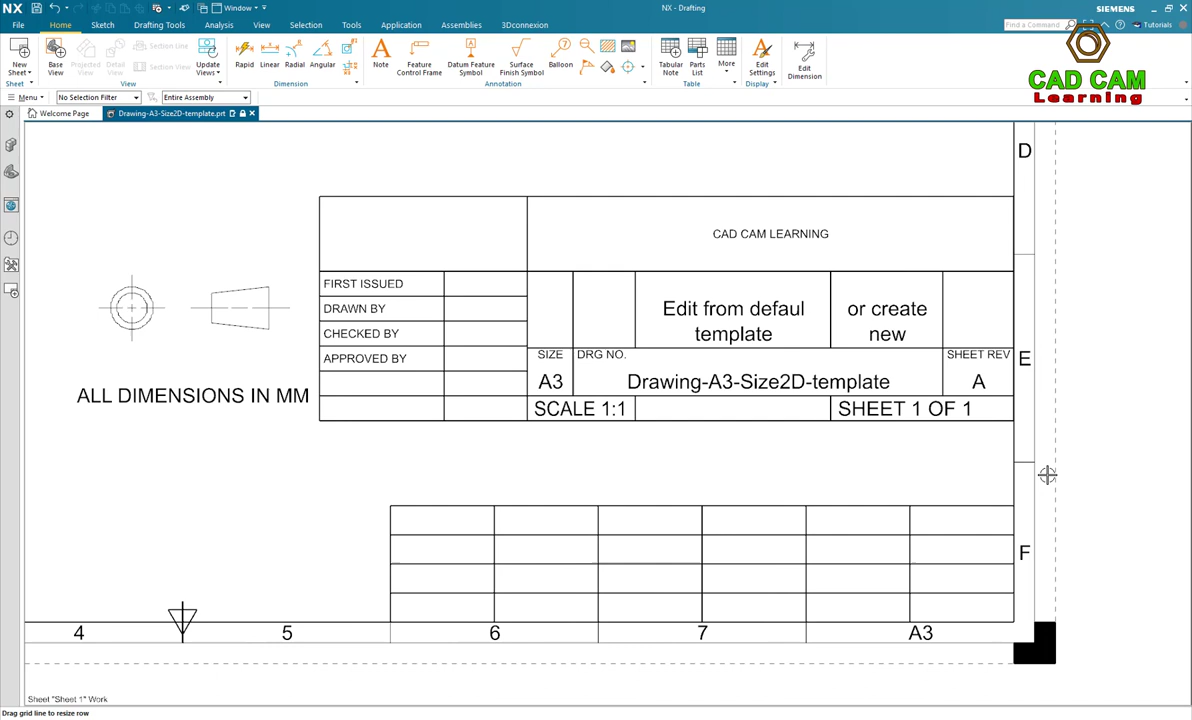 NX
Window
NX - Drafting
SIEMENS
File
Home
Sketch
Drafting Tools
Analysis
View
Selection
Tools
Application
Assemblies
3Dconnexion
Find a Command
Tutorials
New Sheet
Base View
Projected View
Detail View
Section Line
Section View
Update Views
Rapid
Linear
Radial
Angular
Note
Feature Control Frame
Datum Feature Symbol
Surface Finish Symbol
Balloon
Tabular Note
Parts List
More
Edit Settings
Edit Dimension
Sheet
View
Dimension
Annotation
Table
Display
CAD CAM
Learning
Menu
No Selection Filter
Entire Assembly
Welcome Page
Drawing-A3-Size2D-template.prt
D
CAD CAM LEARNING
FIRST ISSUED
DRAWN BY
CHECKED BY
APPROVED BY
Edit from defaul template
or create new
SIZE
DRG NO.
SHEET REV
E
A3
Drawing-A3-Size2D-template
A
ALL DIMENSIONS IN MM
SCALE 1:1
SHEET 1 OF 1
F
4
5
6
7
A3
Sheet "Sheet 1" Work
Drag grid line to resize row